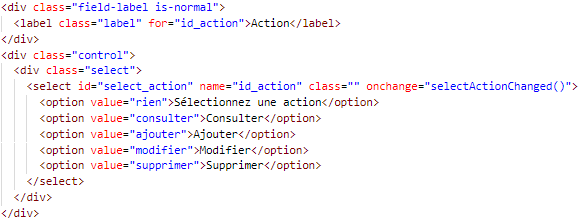 <div class="field-label is-normal">
  <label class="label" for="id_action">Action</label>
</div>
<div class="control">
  <div class="select">
    <select id="select_action" name="id_action" class="" onchange="selectActionChanged()">
      <option value="rien">Sélectionnez une action</option>
      <option value="consulter">Consulter</option>
      <option value="ajouter">Ajouter</option>
      <option value="modifier">Modifier</option>
      <option value="supprimer">Supprimer</option>
    </select>
  </div>
</div>